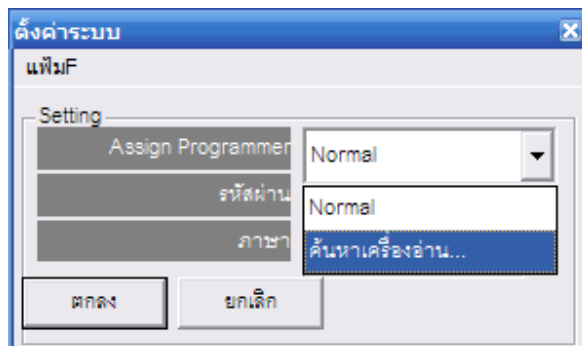 ตั้งค่าระบบ
แฟ้มF
Setting
Assign Programmer Normal
รหัสผ่าน Normal
ภาษา ค้นหาเครื่องอ่าน...
ตกลง ยกเลิก